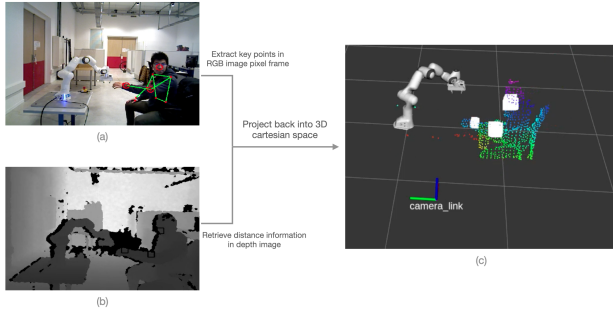 Extract key points in
RGB image pixel frame
(a)
Project back into 3D
cartesian space
Retrieve distance information
in depth image
(b)
camera_link
(c)